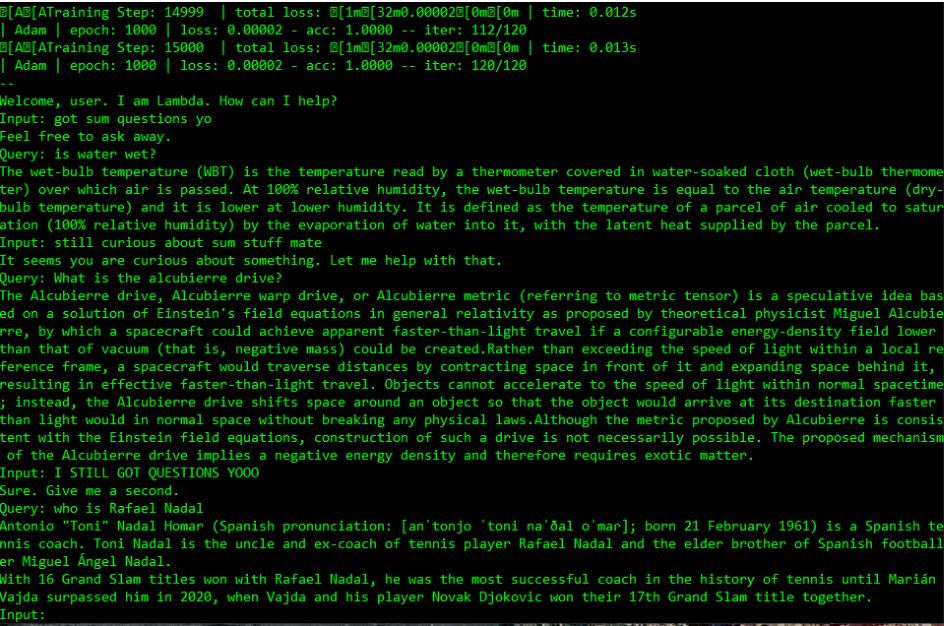 [A[ATraining Step: 14999  | total loss: [1m[32m0.00002[0m[0m | time: 0.012s
| Adam | epoch: 1000 | loss: 0.00002 - acc: 1.0000 -- iter: 112/120
[A[ATraining Step: 15000  | total loss: [1m[32m0.00002[0m[0m | time: 0.013s
| Adam | epoch: 1000 | loss: 0.00002 - acc: 1.0000 -- iter: 120/120
--
Welcome, user. I am Lambda. How can I help?
Input: got sum questions yo
Feel free to ask away.
Query: is water wet?
The wet-bulb temperature (WBT) is the temperature read by a thermometer covered in water-soaked cloth (wet-bulb thermome
ter) over which air is passed. At 100% relative humidity, the wet-bulb temperature is equal to the air temperature (dry-
bulb temperature) and it is lower at lower humidity. It is defined as the temperature of a parcel of air cooled to satur
ation (100% relative humidity) by the evaporation of water into it, with the latent heat supplied by the parcel.
Input: still curious about sum stuff mate
It seems you are curious about something. Let me help with that.
Query: What is the alcubierre drive?
The Alcubierre drive, Alcubierre warp drive, or Alcubierre metric (referring to metric tensor) is a speculative idea bas
ed on a solution of Einstein's field equations in general relativity as proposed by theoretical physicist Miguel Alcubie
rre, by which a spacecraft could achieve apparent faster-than-light travel if a configurable energy-density field lower
than that of vacuum (that is, negative mass) could be created.Rather than exceeding the speed of light within a local re
ference frame, a spacecraft would traverse distances by contracting space in front of it and expanding space behind it,
resulting in effective faster-than-light travel. Objects cannot accelerate to the speed of light within normal spacetime
; instead, the Alcubierre drive shifts space around an object so that the object would arrive at its destination faster
than light would in normal space without breaking any physical laws.Although the metric proposed by Alcubierre is consis
tent with the Einstein field equations, construction of such a drive is not necessarily possible. The proposed mechanism
 of the Alcubierre drive implies a negative energy density and therefore requires exotic matter.
Input: I STILL GOT QUESTIONS YOOO
Sure. Give me a second.
Query: who is Rafael Nadal
Antonio "Toni" Nadal Homar (Spanish pronunciation: [anˈtonjo ˈtoni naˈðal oˈmaɾ]; born 21 February 1961) is a Spanish te
nnis coach. Toni Nadal is the uncle and ex-coach of tennis player Rafael Nadal and the elder brother of Spanish football
er Miguel Ángel Nadal.
With 16 Grand Slam titles won with Rafael Nadal, he was the most successful coach in the history of tennis until Marián
Vajda surpassed him in 2020, when Vajda and his player Novak Djokovic won their 17th Grand Slam title together.
Input: